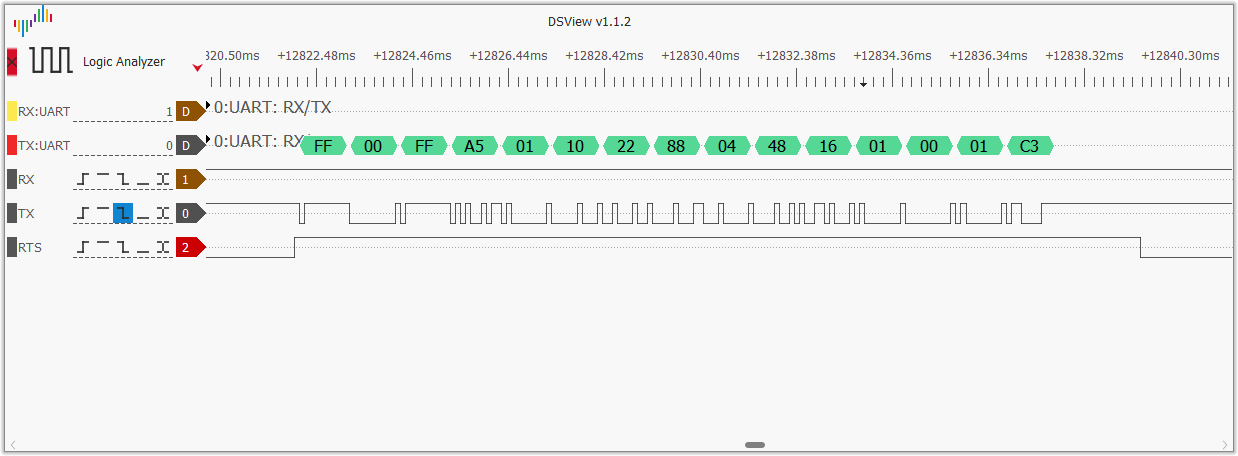 DSView v1.1.2
Logic Analyzer
820.50ms +12822.48ms +12824.46ms +12826.44ms +12828.42ms +12830.40ms +12832.38ms +12834.36ms +12836.34ms +12838.32ms +12840.30ms
RX:UART 1 D 0:UART: RX/TX
TX:UART 0 D 0:UART: RX/ FF 00 FF A5 01 10 22 88 04 48 16 01 00 01 C3
RX 1
TX 0
RTS 2